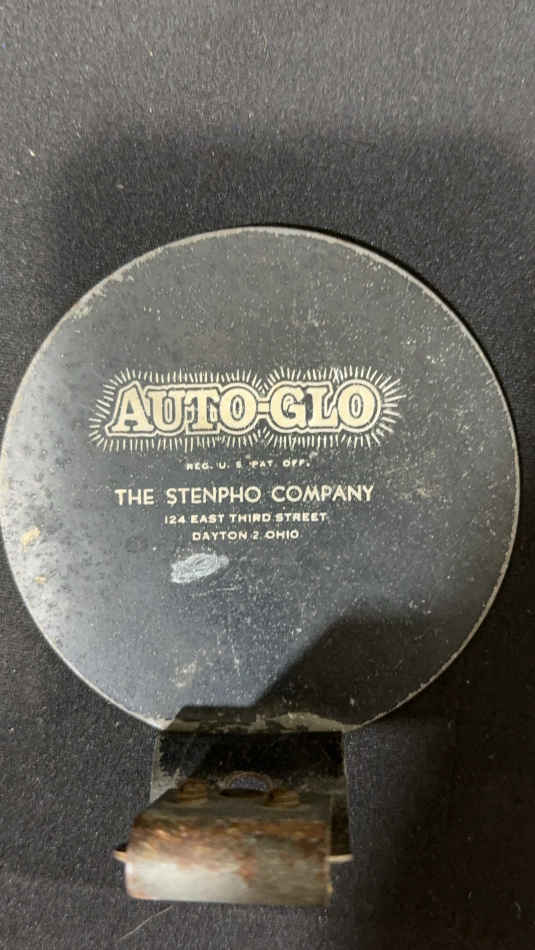 AUTO-GLO
REG. U. S. PAT. OFF.
THE STENPHO COMPANY
124 EAST THIRD STREET
DAYTON 2 OHIO